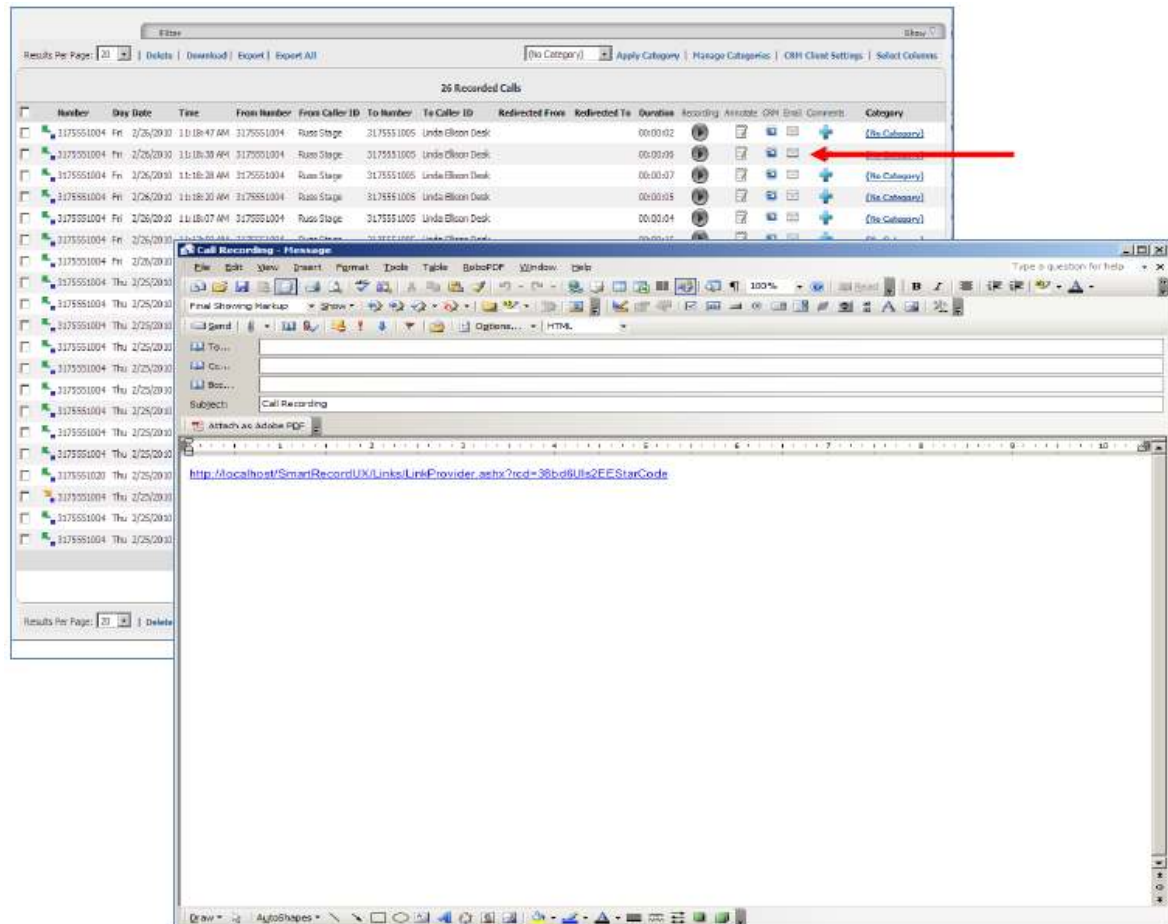 Filter Show
Results Per Page: 20 | Delete | Download | Export | Export All [No Category] Apply Category | Manage Categories | CRM Client Settings | Select Columns
26 Recorded Calls
Number Day Date Time From Number From Caller ID To Number To Caller ID Redirected From Redirected To Duration Recording Annotate CRM Email Comments Category
3175551004 Fri 2/26/2010 11:18:47 AM 3175551004 Russ Stage 3175551005 Linda Ellison Desk 00:00:02 [No Category]
3175551004 Fri 2/26/2010 11:18:38 AM 3175551004 Russ Stage 3175551005 Linda Ellison Desk 00:00:06 [No Category]
3175551004 Fri 2/26/2010 11:18:28 AM 3175551004 Russ Stage 3175551005 Linda Ellison Desk 00:00:07 [No Category]
3175551004 Fri 2/26/2010 11:18:20 AM 3175551004 Russ Stage 3175551005 Linda Ellison Desk 00:00:05 [No Category]
3175551004 Fri 2/26/2010 11:18:07 AM 3175551004 Russ Stage 3175551005 Linda Ellison Desk 00:00:04 [No Category]
3175551004 Fri 2/26/2010
3175551004 Fri 2/26/2010
3175551004 Thu 2/25/2010
3175551004 Thu 2/25/2010
3175551004 Thu 2/25/2010
3175551004 Thu 2/25/2010
3175551004 Thu 2/25/2010
3175551004 Thu 2/25/2010
3175551004 Thu 2/25/2010
3175551004 Thu 2/25/2010
3175551020 Thu 2/25/2010
3175551004 Thu 2/25/2010
3175551004 Thu 2/25/2010
3175551004 Thu 2/25/2010
Results Per Page: 20 | Delete
Call Recording - Message
File Edit View Insert Format Tools Table RoboPDF Window Help Type a question for help
100% Read B I A
Final Showing Markup Show
Send Options... HTML
To...
Cc...
Bcc...
Subject: Call Recording
Attach as Adobe PDF
1 2 3 4 5 6 7 8 9 10
http://localhost/SmartRecordUX/Links/LinkProvider.ashx?rcd=38bd6UIs2EEStarCode
Draw AutoShapes